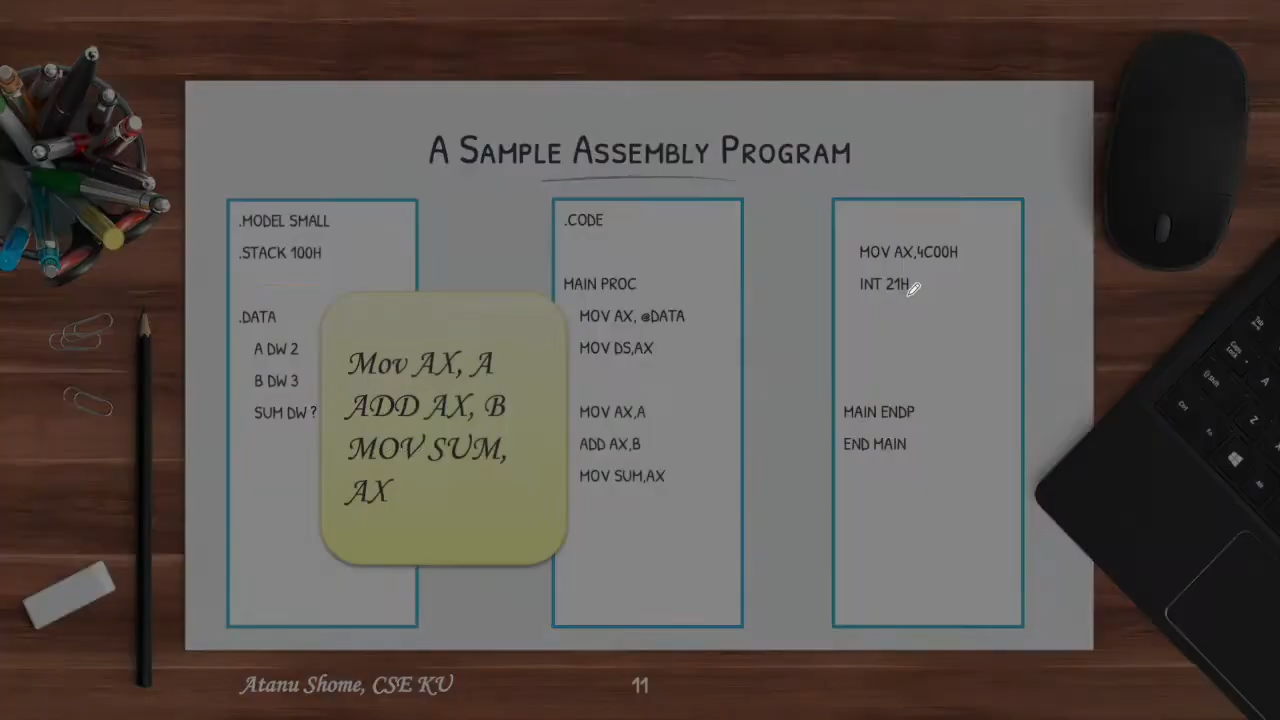 A SAMPLE ASSEMBLY PROGRAM
.MODEL SMALL
.STACK 100H
.DATA
A DW 2
B DW 3
SUM DW ?
Mov AX, A
ADD AX, B
MOV SUM,
AX
.CODE
MAIN PROC
MOV AX, @DATA
MOV DS,AX
MOV AX,A
ADD AX,B
MOV SUM,AX
MOV AX,4C00H
INT 21H
MAIN ENDP
END MAIN
Atanu Shome, CSE KU
11